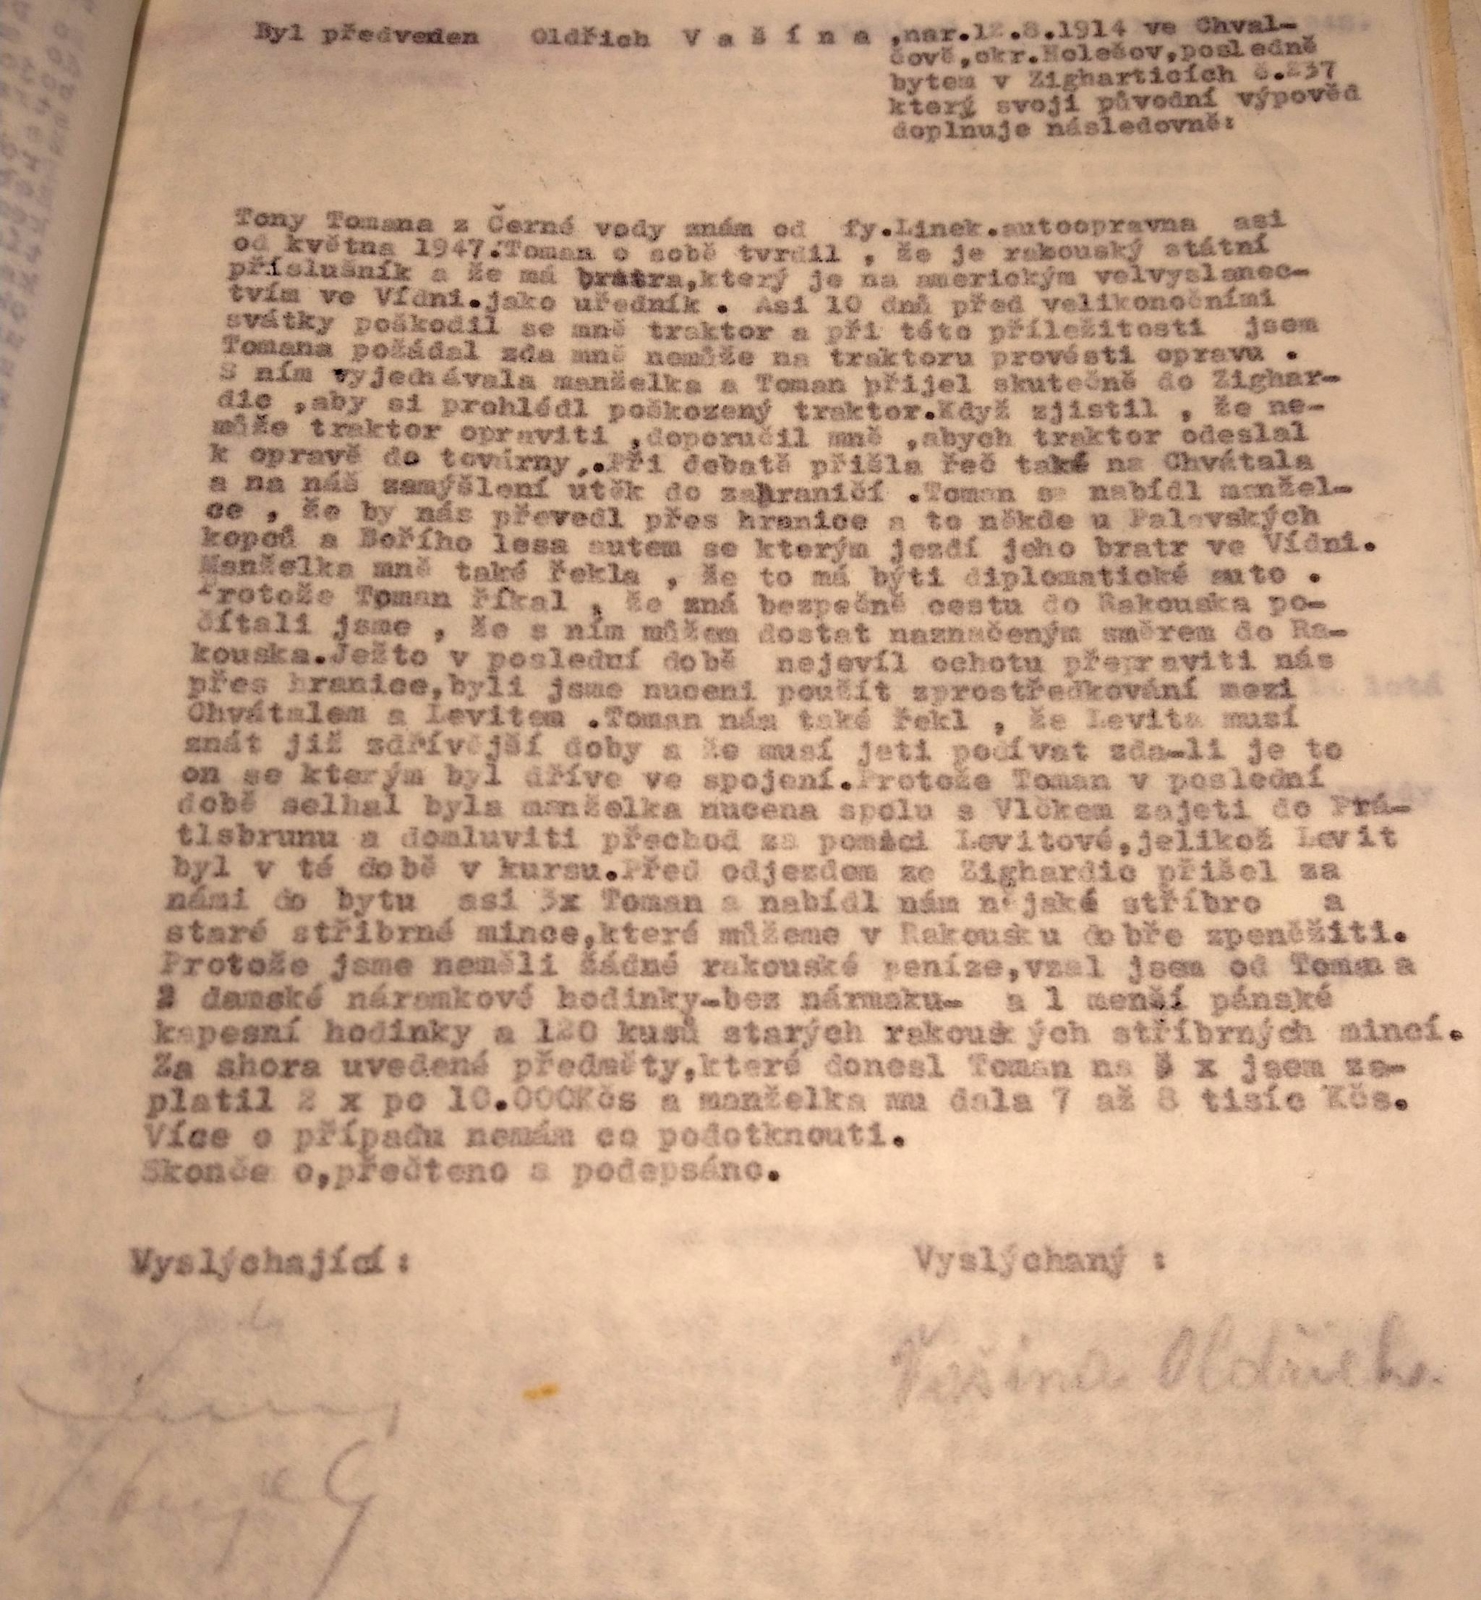 Byl předveden Oldřich V a š í n a ,nar.12.8.1914 ve Chval-
čově,okr.Holešov,posledně
bytem v Zigharticích č.237
který svoji původní výpověd
doplnuje následovně:
Tony Tomana z Černé vody znám od fy.Linek.autoopravna asi
od května 1947.Toman o sobě tvrdil , že je rakouský státní
příslušník a že má bratra,který je na americkým velvyslanec-
tvím ve Vídni.jako uředník . Asi 10 dnů před velikonočními
svátky poškodil se mně traktor a při této příležitosti jsem
Tomana požádal zda mně nemůže na traktoru provésti opravu .
S ním vyjednávala manželka a Toman přijel skutečně do Zighar-
dic ,aby si prohlédl poškozený traktor.Když zjistil , že ne-
může traktor opraviti ,doporučil mně ,abych traktor odeslal
k opravě do továrny,.Při debatě přišla řeč také na Chvátala
a na náš zamýšlení utěk do zahraničí .Toman se nabídl manžel-
ce , že by nás převedl přes hranice a to někde u Palavských
kopců a Bořího lesa autem se kterým jezdí jeho bratr ve Vídni.
Manželka mně také řekla , že to má býti diplomatické auto .
Protože Toman říkal , že zná bezpečně cestu do Rakouska po-
čítali jsme , že s ním můžem dostat naznačeným směrem do Ra-
kouska.Ježto v poslední době nejevíl ochotu přepraviti nás
přes hranice,byli jsme nuceni použít zprostředkování mezi
Chvátalem a Levitem .Toman nám také řekl , že Levita musí
znát již zdřívější doby a že musí jeti podívat zda-li je to
on se kterým byl dříve ve spojení.Protože Toman v poslední
době selhal byla manželka nucena spolu s Vlčkem zajeti do Prá-
tlsbrunu a domluviti přechod za pomici Levitové,jelikož Levit
byl v té době v kursu.Před odjezdem ze Zighardic přišel za
námi do bytu asi 3x Toman a nabídl nám nějaké stříbro a
staré stříbrné mince,které můžeme v Rakousku dobře zpeněžiti.
Protože jsme neměli žádné rakouské peníze,vzal jsem od Tomana
2 damské náramkové hodinky-bez nármaku- a 1 menší pánské
kapesní hodinky a 120 kusů starých rakouských stříbrných mincí.
Za shora uvedené předměty,které donesl Toman na 3 x jsem za-
platil 2 x po 10.000Kčs a manželka mu dala 7 až 8 tisíc Kčs.
Více o případu nemám co podotknouti.
Skonče o,přečteno a podepsáno.
Vyslýchající: Vyslýchaný :
Vašina Oldřich.